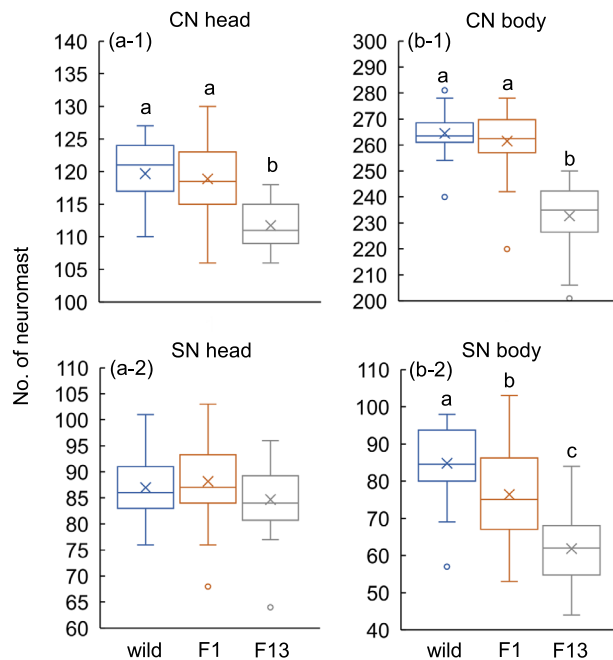 CN head
CN body
(a-1)
(b-1)
140
135
130
125
120
115
110
105
100
a
a
b
300
290
280
270
260
250
240
230
220
210
200
a
a
b
No. of neuromast
SN head
SN body
(a-2)
(b-2)
110
105
100
95
90
85
80
75
70
65
60
110
100
90
80
70
60
50
40
a
b
c
wild
F1
F13
wild
F1
F13